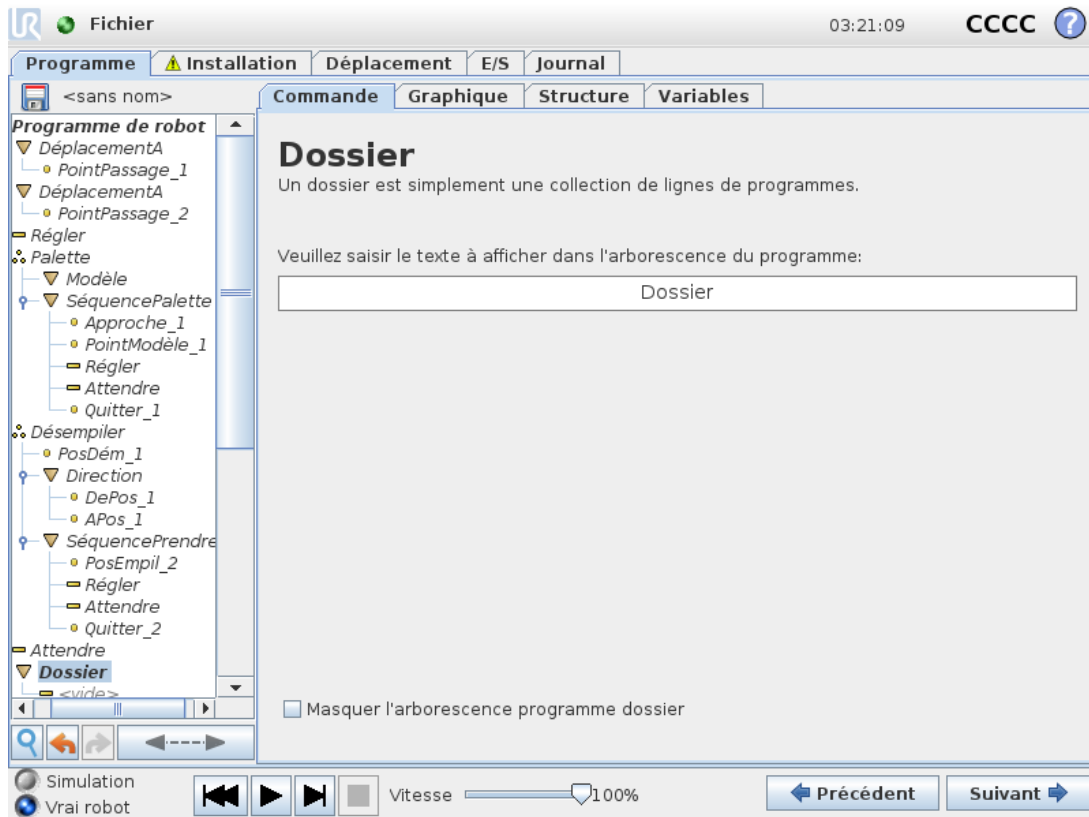 UR Fichier 03:21:09 CCCC ?
Programme Installation Déplacement E/S Journal
<sans nom>
Commande Graphique Structure Variables
Programme de robot
DéplacementA
PointPassage_1
DéplacementA
PointPassage_2
Régler
Palette
Modèle
SéquencePalette
Approche_1
PointModèle_1
Régler
Attendre
Quitter_1
Désempiler
PosDém_1
Direction
DePos_1
APos_1
SéquencePrendre
PosEmpil_2
Régler
Attendre
Quitter_2
Attendre
Dossier
<vide>
Dossier
Un dossier est simplement une collection de lignes de programmes.
Veuillez saisir le texte à afficher dans l'arborescence du programme:
Dossier
Masquer l'arborescence programme dossier
Simulation
Vrai robot
Vitesse 100%
Précédent Suivant